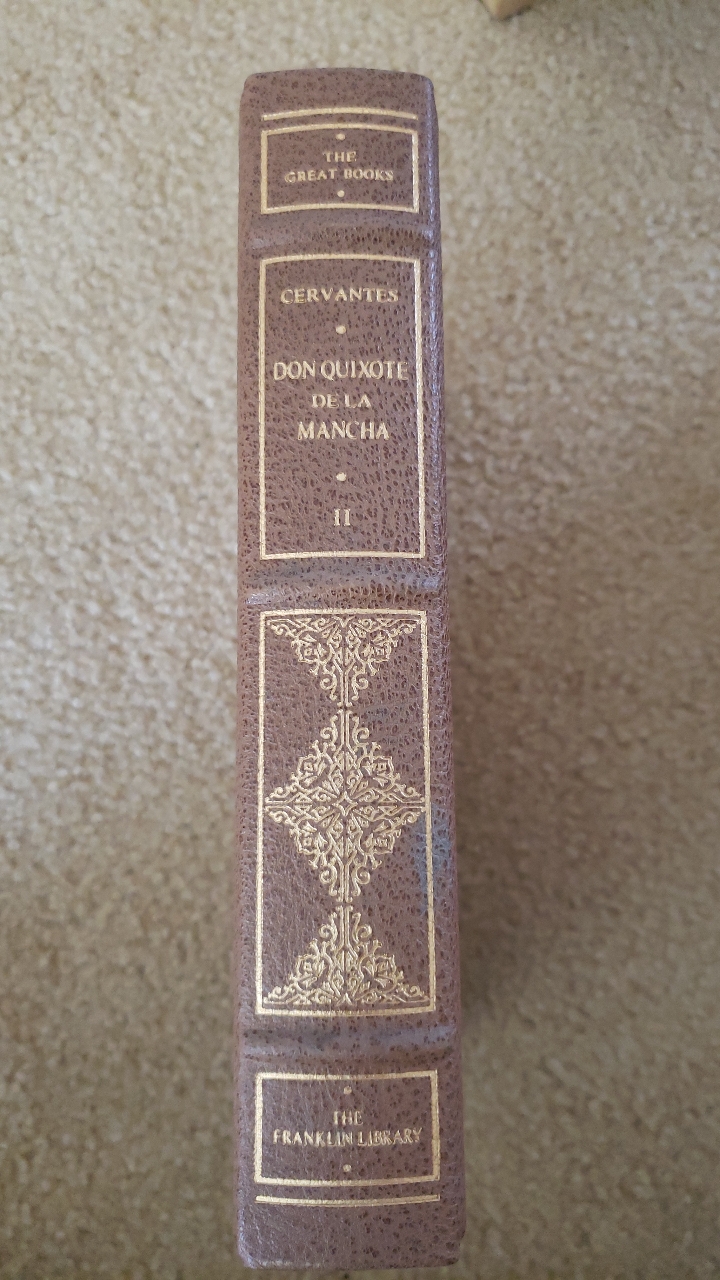 THE
GREAT BOOKS
CERVANTES
DON QUIXOTE
DE LA
MANCHA
II
THE
FRANKLIN LIBRARY